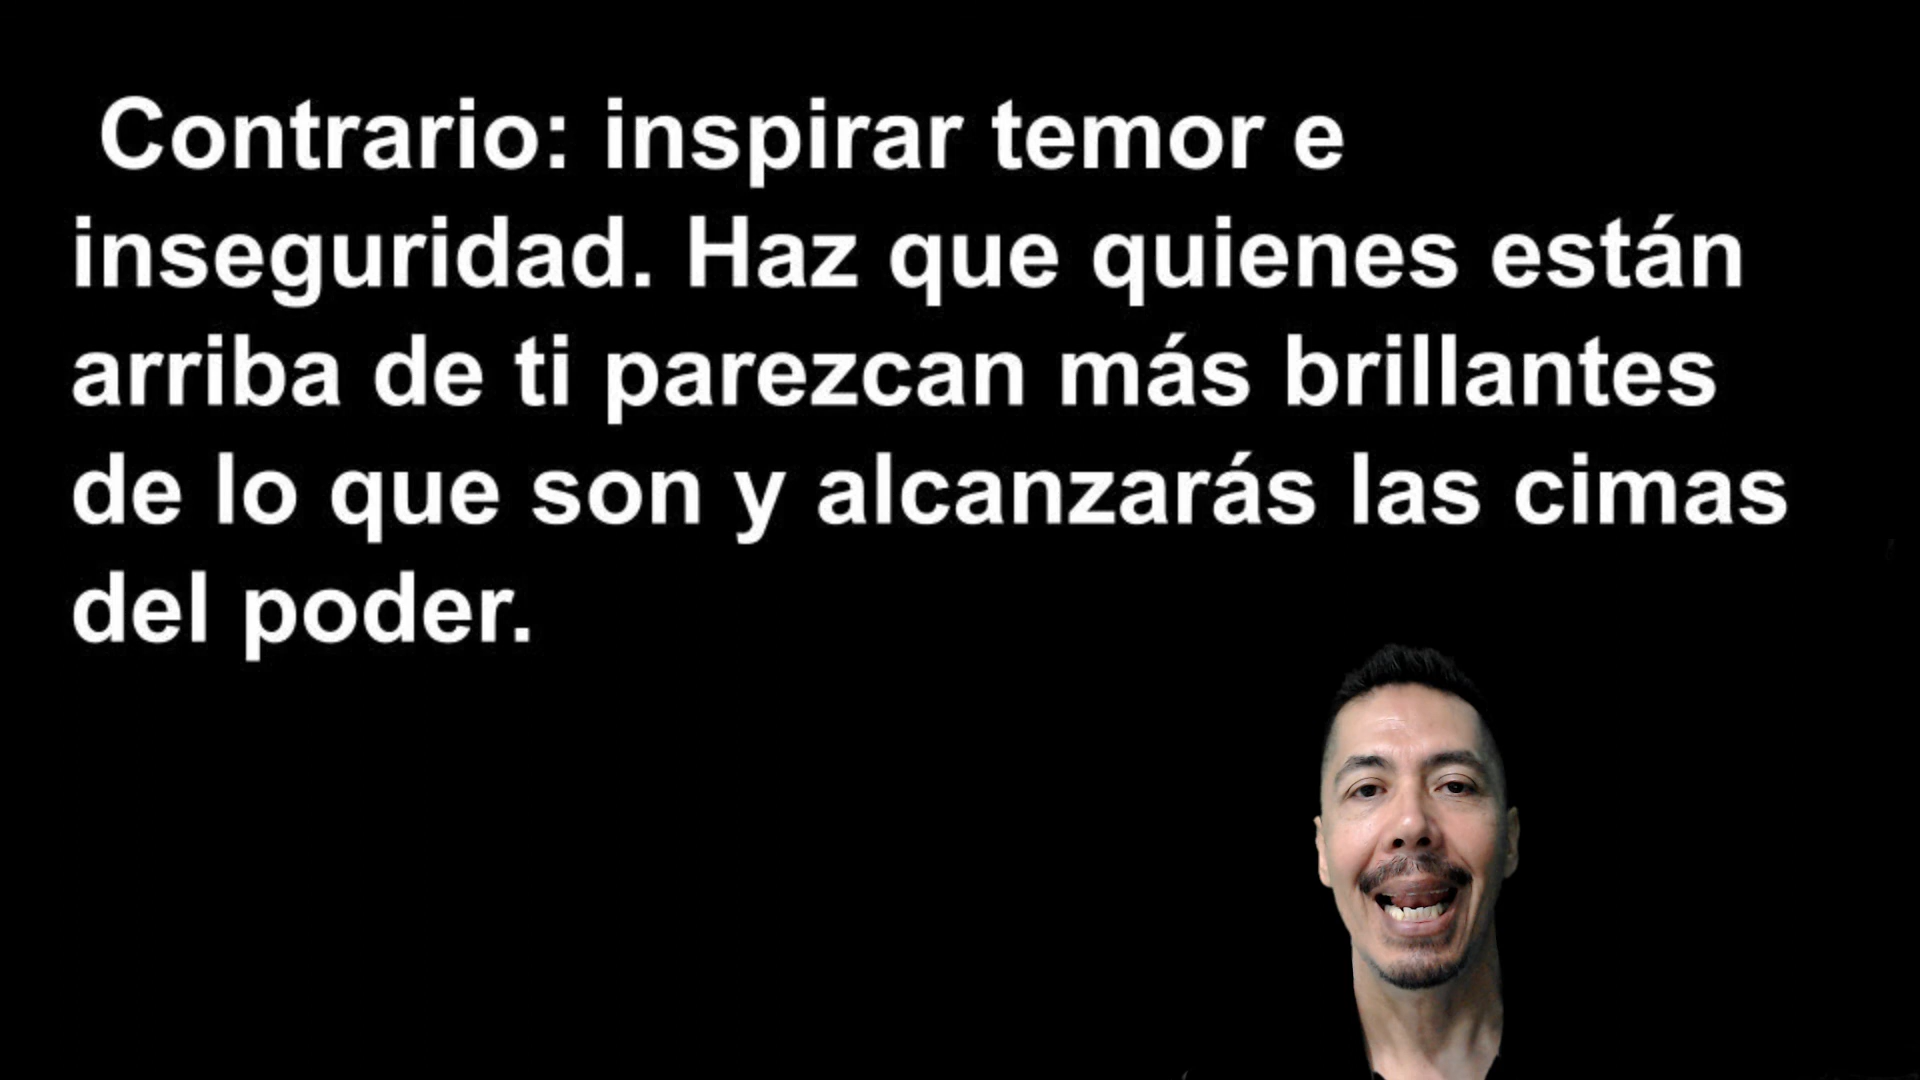 Contrario: inspirar temor e
inseguridad. Haz que quienes están
arriba de ti parezcan más brillantes
de lo que son y alcanzarás las cimas
del poder.